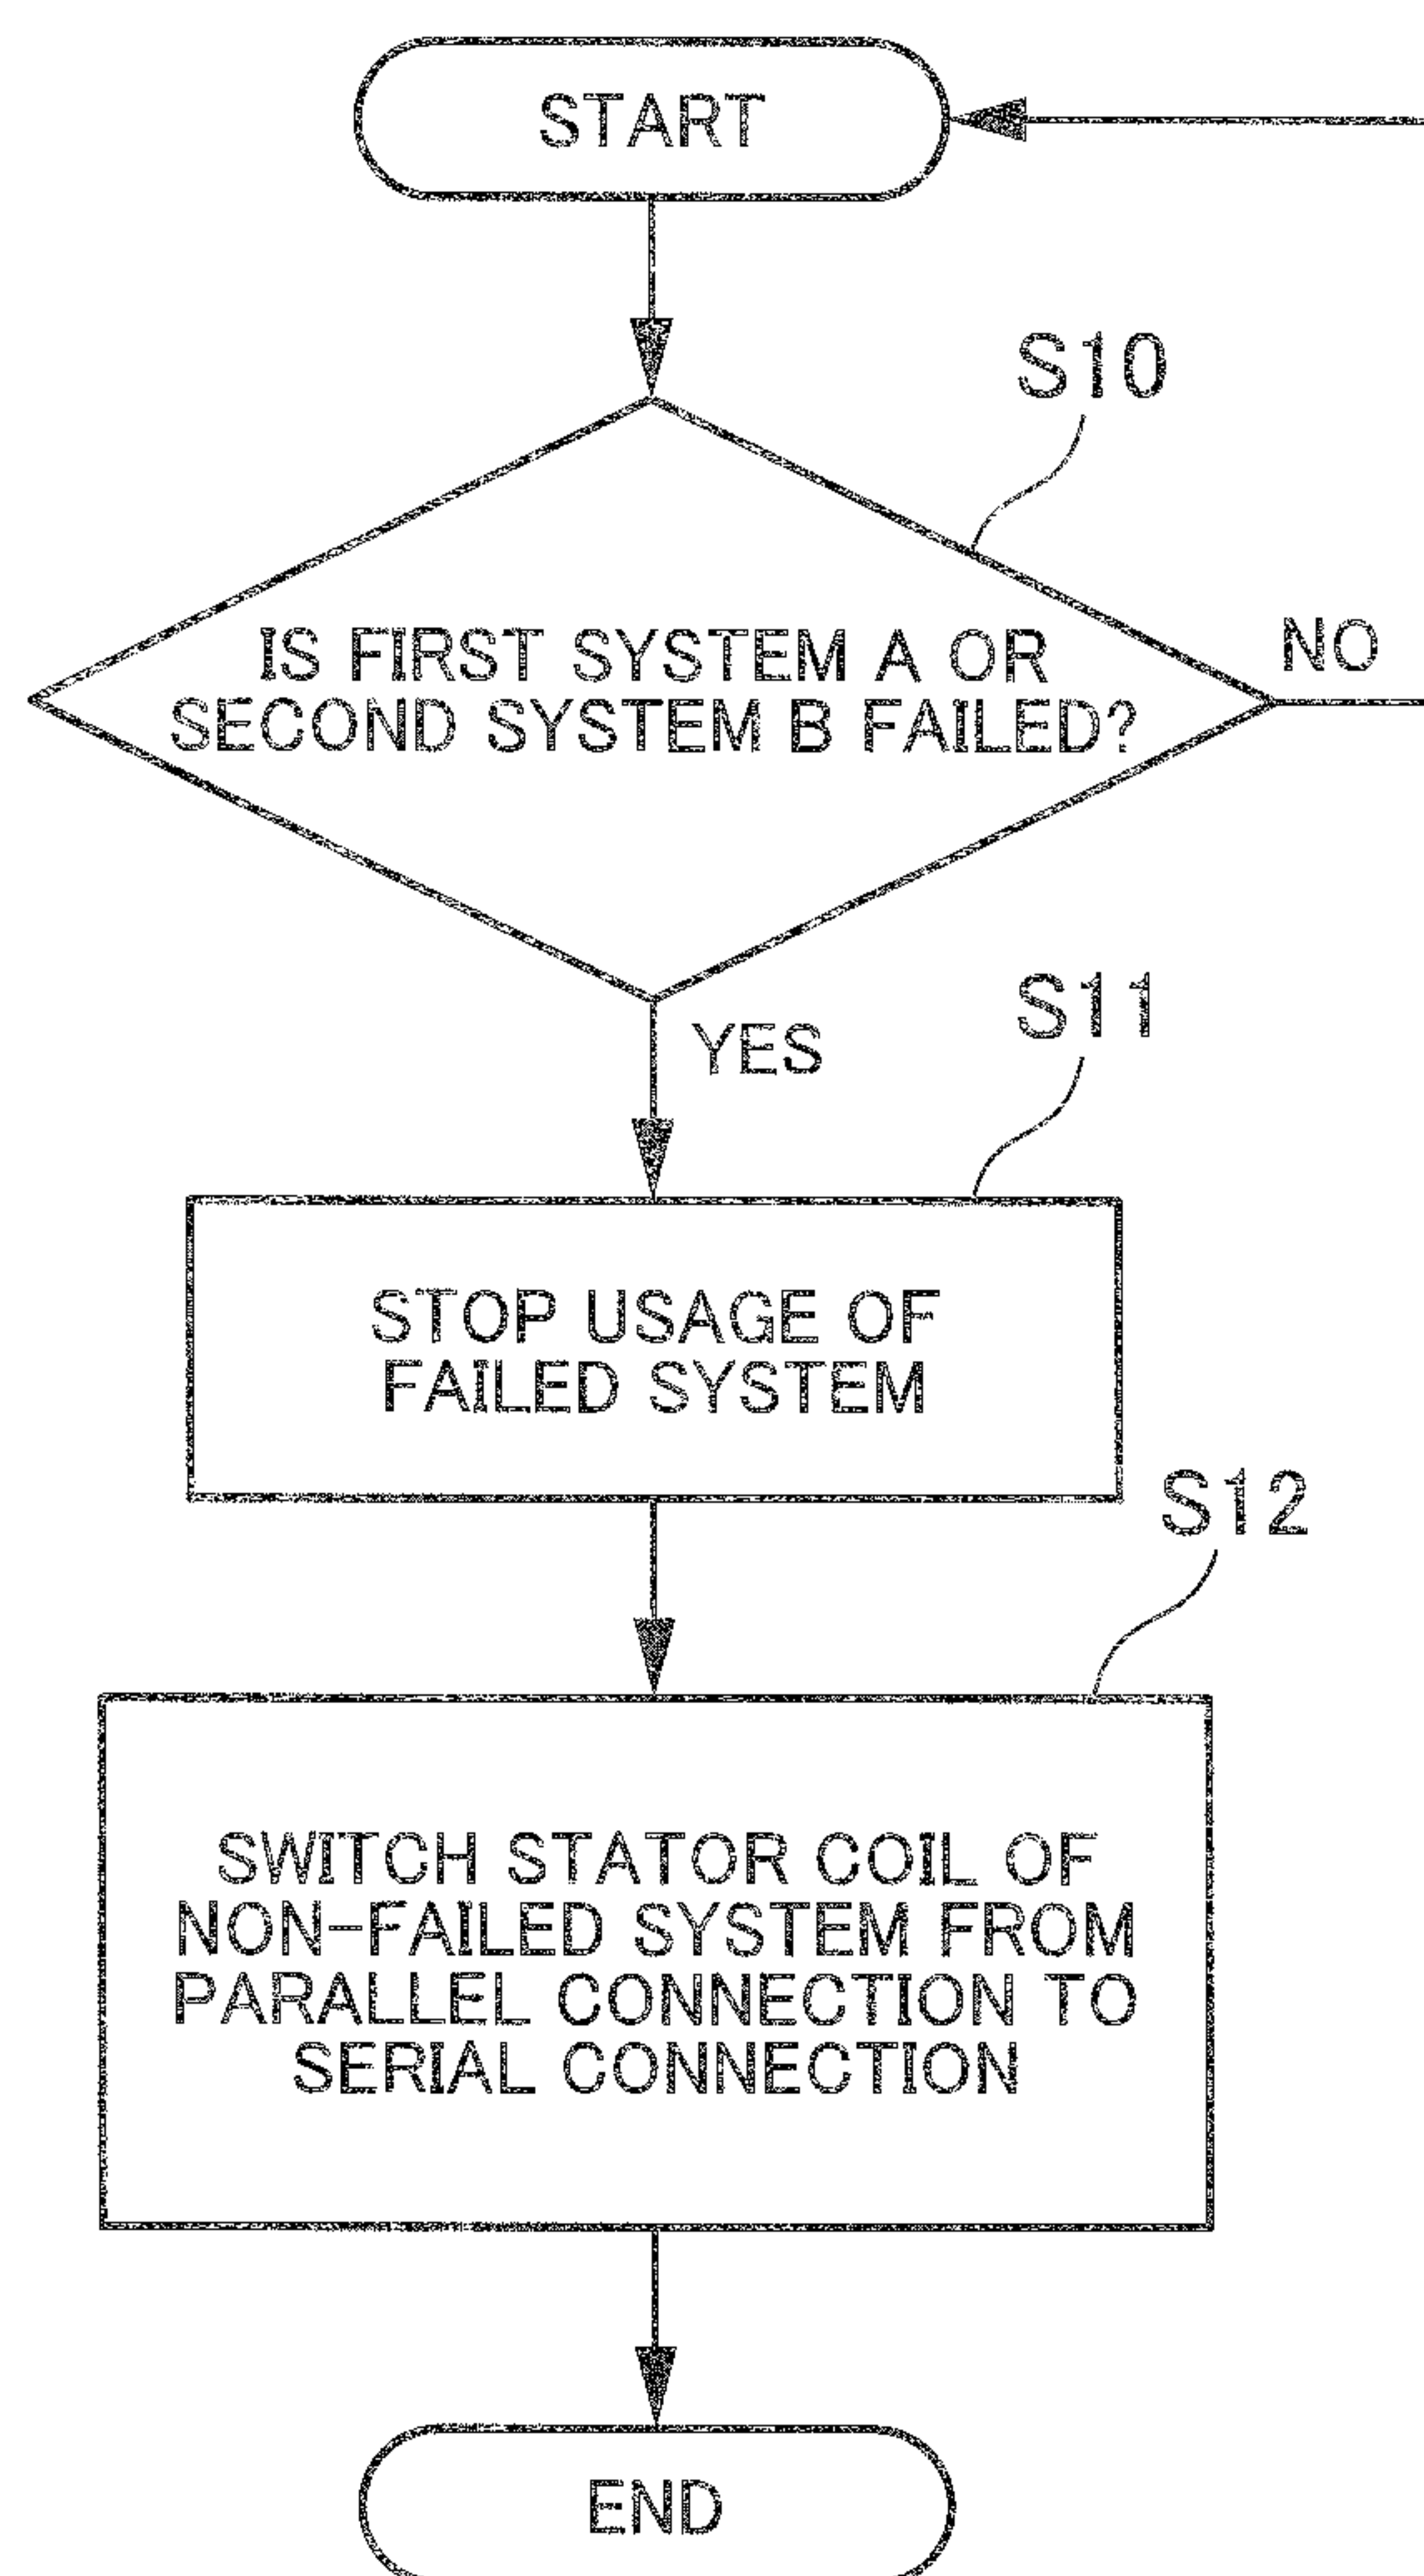 START
S10
IS FIRST SYSTEM A OR
SECOND SYSTEM B FAILED?
NO
YES
S11
STOP USAGE OF
FAILED SYSTEM
S12
SWITCH STATOR COIL OF
NON-FAILED SYSTEM FROM
PARALLEL CONNECTION TO
SERIAL CONNECTION
END